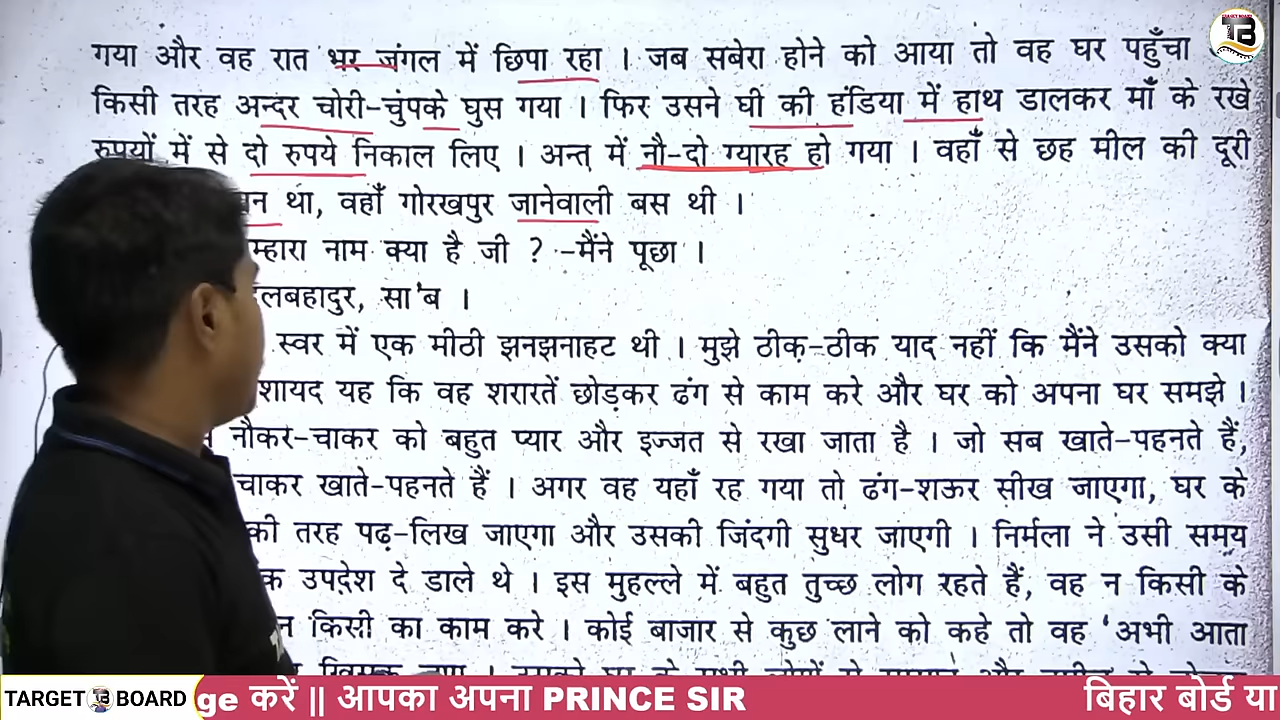 गया और वह रात भर जंगल में छिपा रहा । जब सबेरा होने को आया तो वह घर पहुँचा
किसी तरह अन्दर चोरी-चुंपके घुस गया । फिर उसने घी की हंडिया में हाथ डालकर माँ के रखे
रुपयों में से दो रुपये निकाल लिए । अन्त में नौ-दो ग्यारह हो गया । वहाँ से छह मील की दूरी
था, वहाँ गोरखपुर जानेवाली बस थी ।
म्हारा नाम क्या है जी ? -मैंने पूछा ।
लबहादुर, सा'ब ।
स्वर में एक मीठी झनझनाहट थी । मुझे ठीक-ठीक याद नहीं कि मैंने उसको क्या
शायद यह कि वह शरारतें छोड़कर ढंग से काम करे और घर को अपना घर समझे ।
नौकर-चाकर को बहुत प्यार और इज्जत से रखा जाता है । जो सब खाते-पहनते हैं,
चाकर खाते-पहनते हैं । अगर वह यहाँ रह गया तो ढंग-शऊर सीख जाएगा, घर के
की तरह पढ़-लिख जाएगा और उसकी जिंदगी सुधर जाएगी । निर्मला ने उसी समय
क उपदेश दे डाले थे । इस मुहल्ले में बहुत तुच्छ लोग रहते हैं, वह न किसी के
न किसी का काम करे । कोई बाजार से कुछ लाने को कहे तो वह 'अभी आता
TARGET TB BOARD ge करें || आपका अपना PRINCE SIR बिहार बोर्ड या
TARGET BOARD
TB